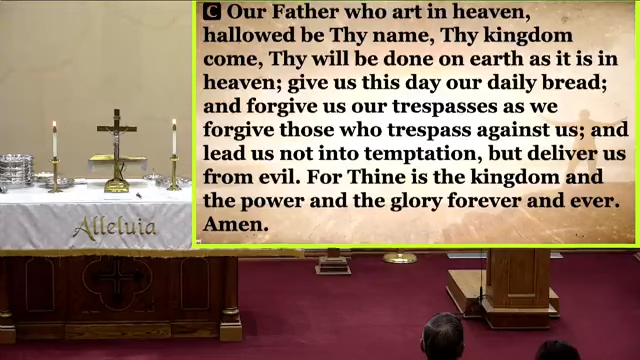 C Our Father who art in heaven,
hallowed be Thy name, Thy kingdom
come, Thy will be done on earth as it is in
heaven; give us this day our daily bread;
and forgive us our trespasses as we
forgive those who trespass against us; and
lead us not into temptation, but deliver us
from evil. For Thine is the kingdom and
the power and the glory forever and ever.
Amen.
Alleluia